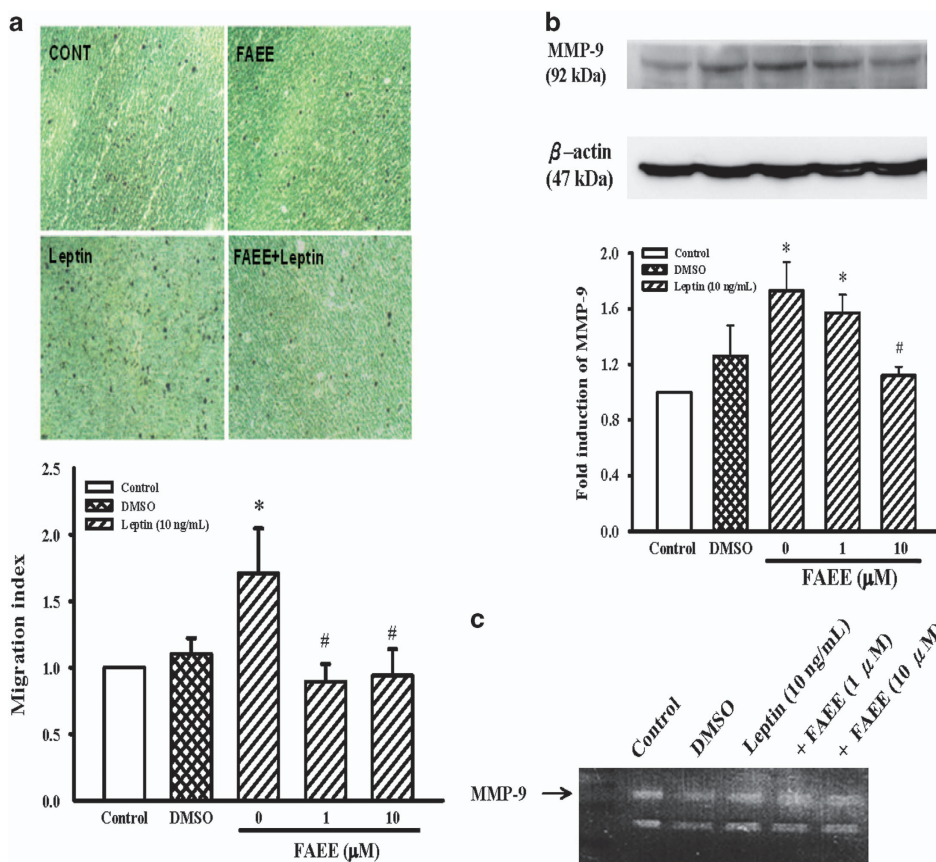 a
CONT
FAEE
Leptin
FAEE+Leptin
2.5
2.0
1.5
1.0
0.5
0.0
Migration index
Control
DMSO
Leptin (10 ng/mL)
*
#
#
Control
DMSO
0
1
10
FAEE (μM)
b
MMP-9
(92 kDa)
β–actin
(47 kDa)
2.0
1.6
1.2
0.8
0.4
0.0
Fold induction of MMP-9
Control
DMSO
Leptin (10 ng/mL)
*
*
#
Control
DMSO
0
1
10
FAEE (μM)
c
Control
DMSO
Leptin (10 ng/mL)
+ FAEE (1 μM)
+ FAEE (10 μM)
MMP-9